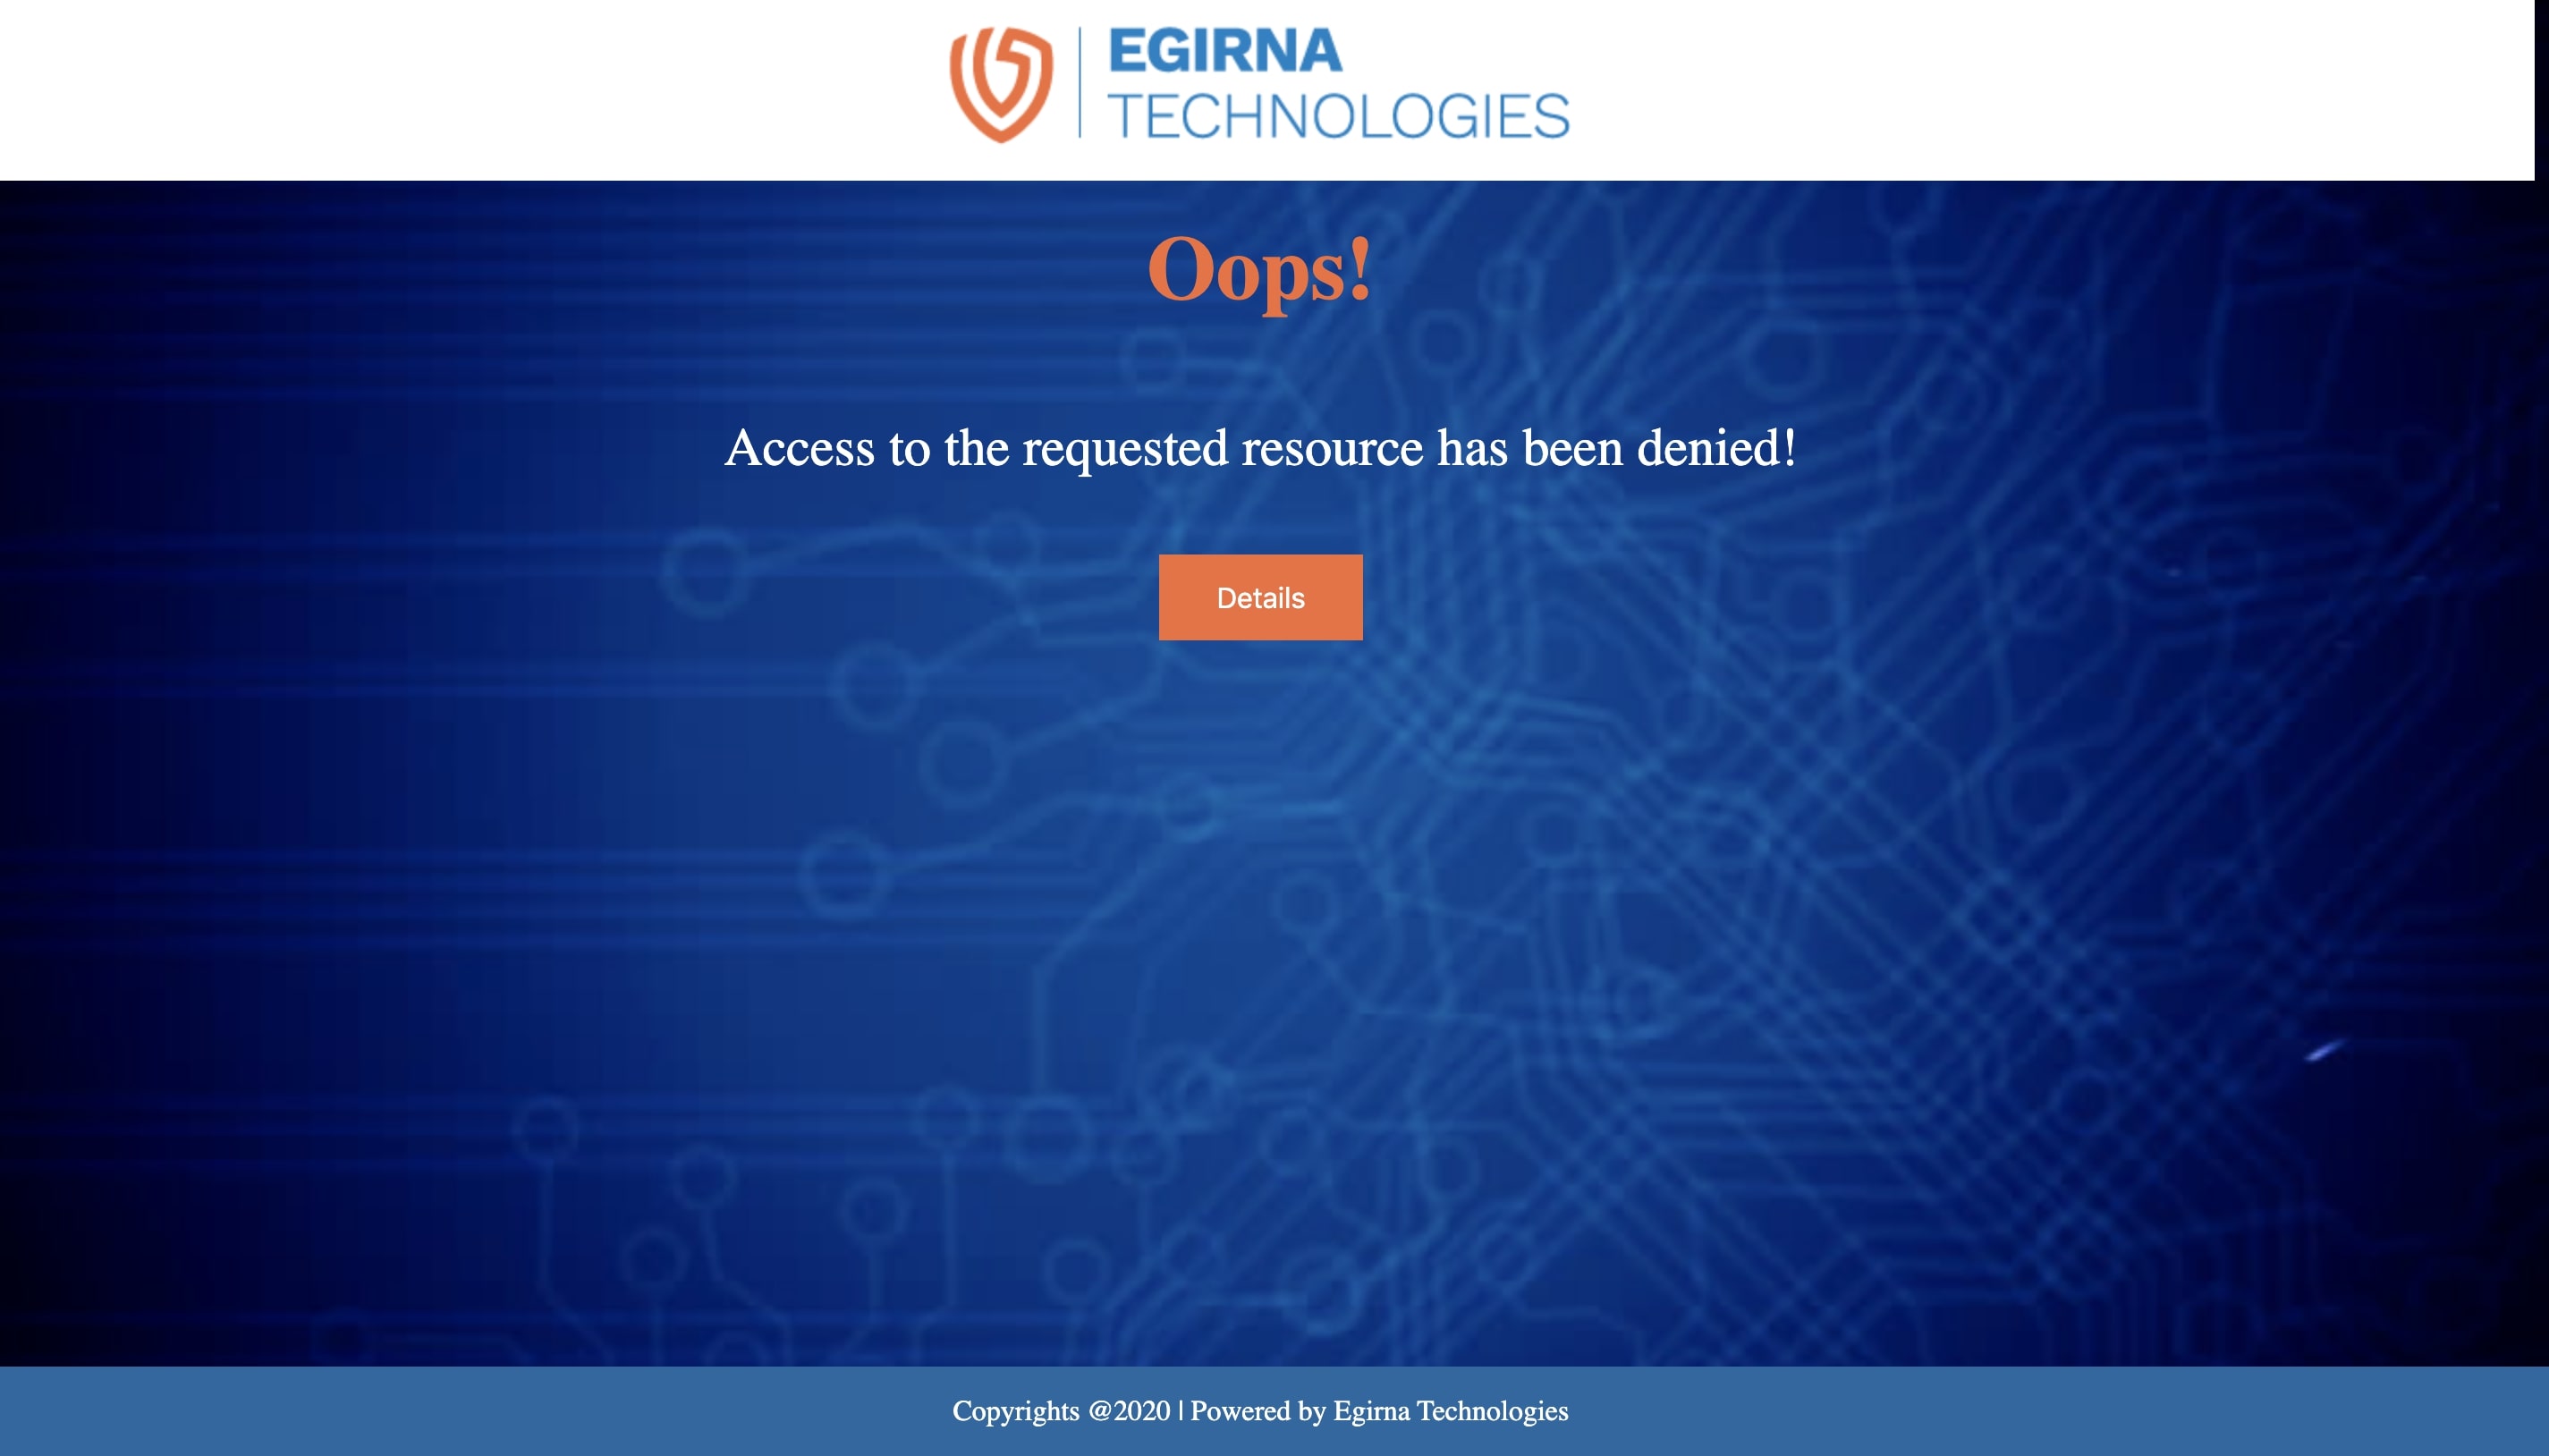 EGIRNA
TECHNOLOGIES
Oops!
Access to the requested resource has been denied!
Details
Copyrights @2020 | Powered by Egirna Technologies